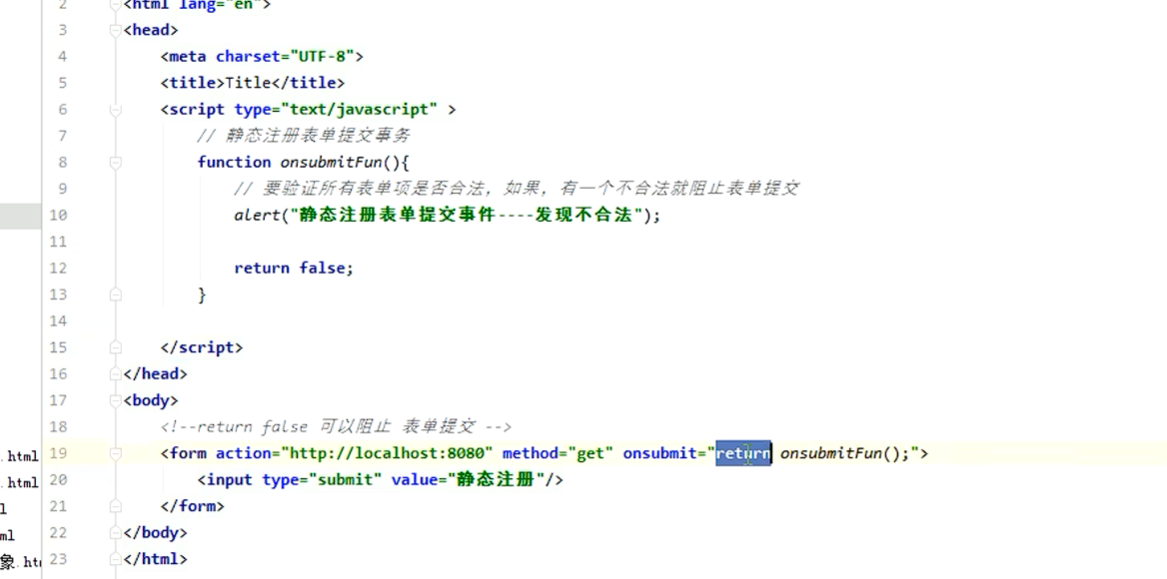 2 <html lang="en">
3 <head>
4 <meta charset="UTF-8">
5 <title>Title</title>
6 <script type="text/javascript" >
7 // 静态注册表单提交事务
8 function onsubmitFun(){
9 // 要验证所有表单项是否合法，如果，有一个不合法就阻止表单提交
10 alert("静态注册表单提交事件----发现不合法");
11
12 return false;
13 }
14
15 </script>
16 </head>
17 <body>
18 <!--return false 可以阻止 表单提交 -->
.html 19 <form action="http://localhost:8080" method="get" onsubmit="return onsubmitFun();">
.html 20 <input type="submit" value="静态注册"/>
l 21 </form>
ml 22 </body>
象.ht 23 </html>